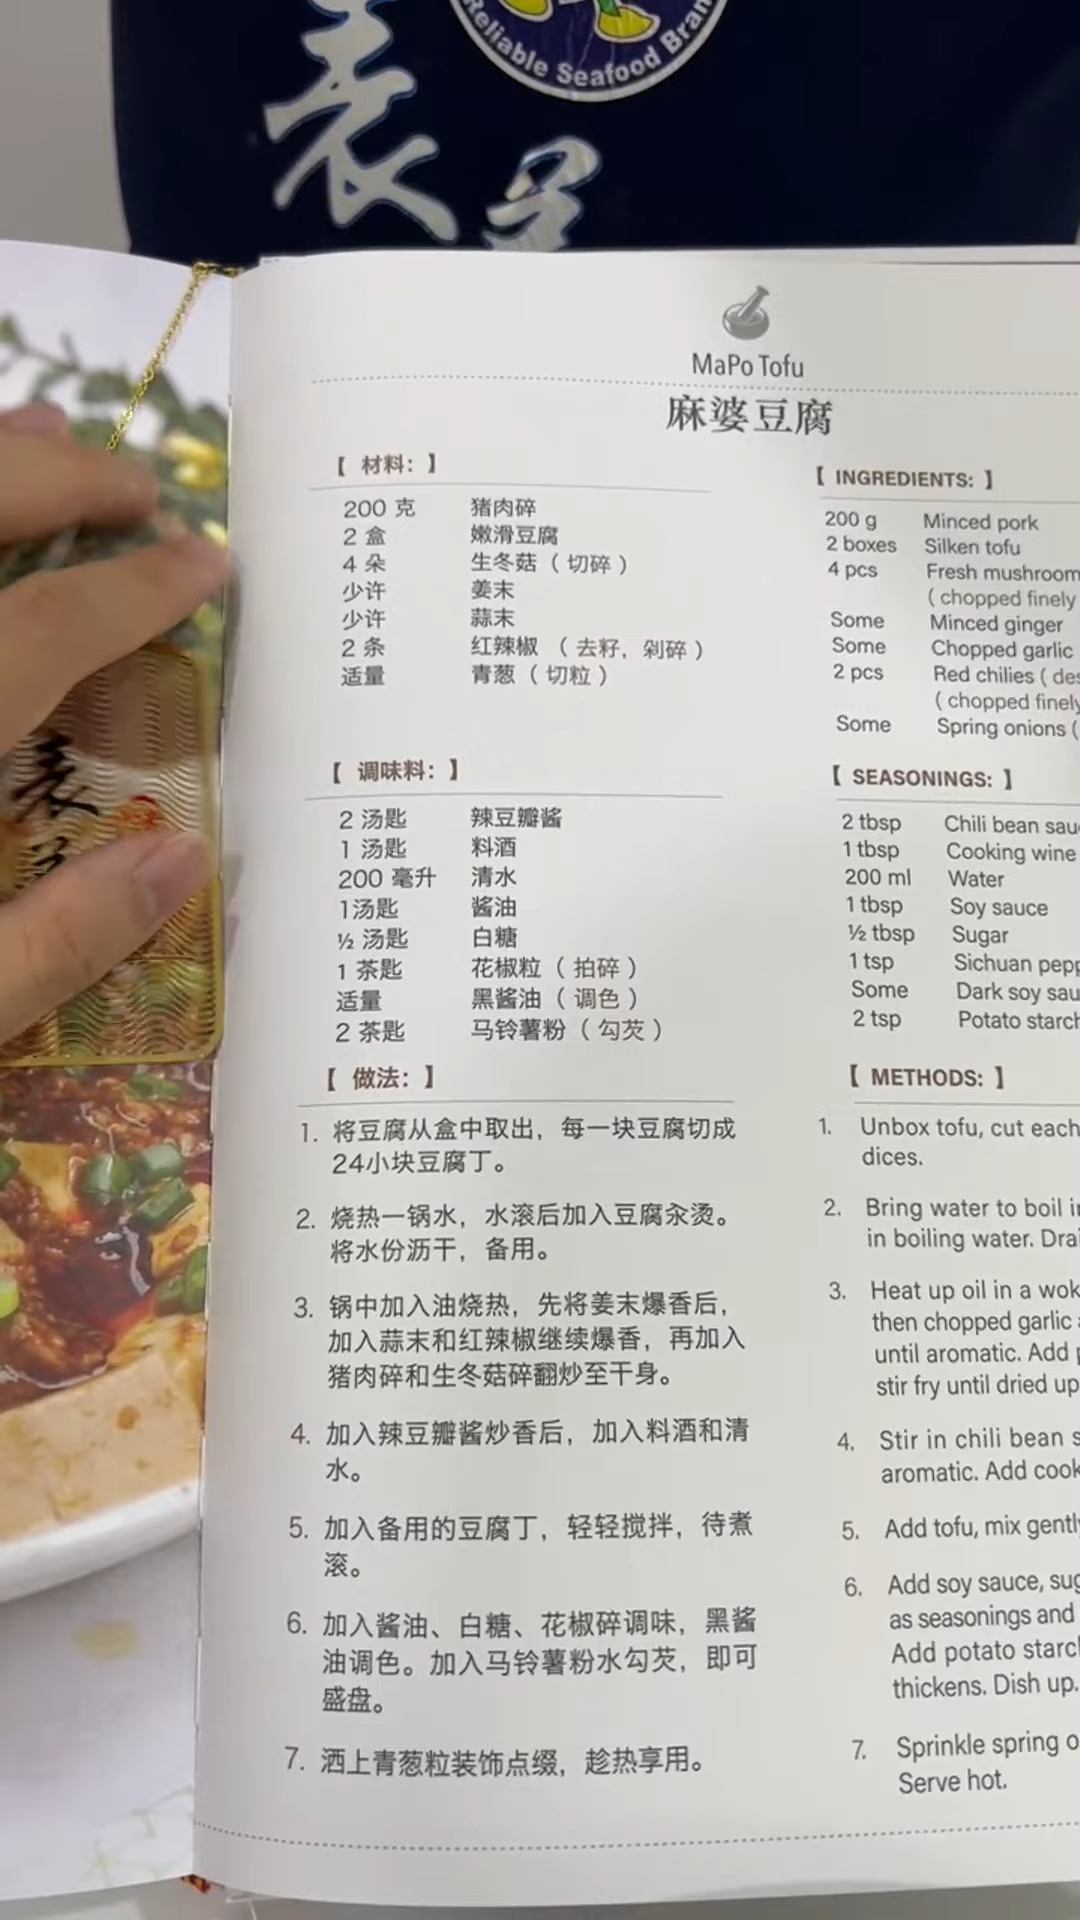 Reliable Seafood Bran
表
MaPo Tofu
麻婆豆腐
【 材料: 】
200 克 猪肉碎
2 盒 嫩滑豆腐
4 朵 生冬菇（切碎）
少许 姜末
少许 蒜末
2 条 红辣椒 （去籽，剁碎）
适量 青葱（切粒）
【 调味料: 】
2 汤匙 辣豆瓣酱
1 汤匙 料酒
200 毫升 清水
1汤匙 酱油
½ 汤匙 白糖
1 茶匙 花椒粒（拍碎）
适量 黑酱油（调色）
2 茶匙 马铃薯粉（勾芡）
【 做法: 】
1. 将豆腐从盒中取出，每一块豆腐切成
24小块豆腐丁。
2. 烧热一锅水，水滚后加入豆腐汆烫。
将水份沥干，备用。
3. 锅中加入油烧热，先将姜末爆香后，
加入蒜末和红辣椒继续爆香，再加入
猪肉碎和生冬菇碎翻炒至干身。
4. 加入辣豆瓣酱炒香后，加入料酒和清
水。
5. 加入备用的豆腐丁，轻轻搅拌，待煮
滚。
6. 加入酱油、白糖、花椒碎调味，黑酱
油调色。加入马铃薯粉水勾芡，即可
盛盘。
7. 洒上青葱粒装饰点缀，趁热享用。
【 INGREDIENTS: 】
200 g Minced pork
2 boxes Silken tofu
4 pcs Fresh mushroom
( chopped finely
Some Minced ginger
Some Chopped garlic
2 pcs Red chilies ( des
( chopped finely
Some Spring onions (
【 SEASONINGS: 】
2 tbsp Chili bean sau
1 tbsp Cooking wine
200 ml Water
1 tbsp Soy sauce
½ tbsp Sugar
1 tsp Sichuan pepp
Some Dark soy sau
2 tsp Potato starch
【 METHODS: 】
1. Unbox tofu, cut each
dices.
2. Bring water to boil i
in boiling water. Drai
3. Heat up oil in a wok
then chopped garlic
until aromatic. Add p
stir fry until dried up
4. Stir in chili bean s
aromatic. Add cook
5. Add tofu, mix gently
6. Add soy sauce, sug
as seasonings and
Add potato starch
thickens. Dish up.
7. Sprinkle spring o
Serve hot.